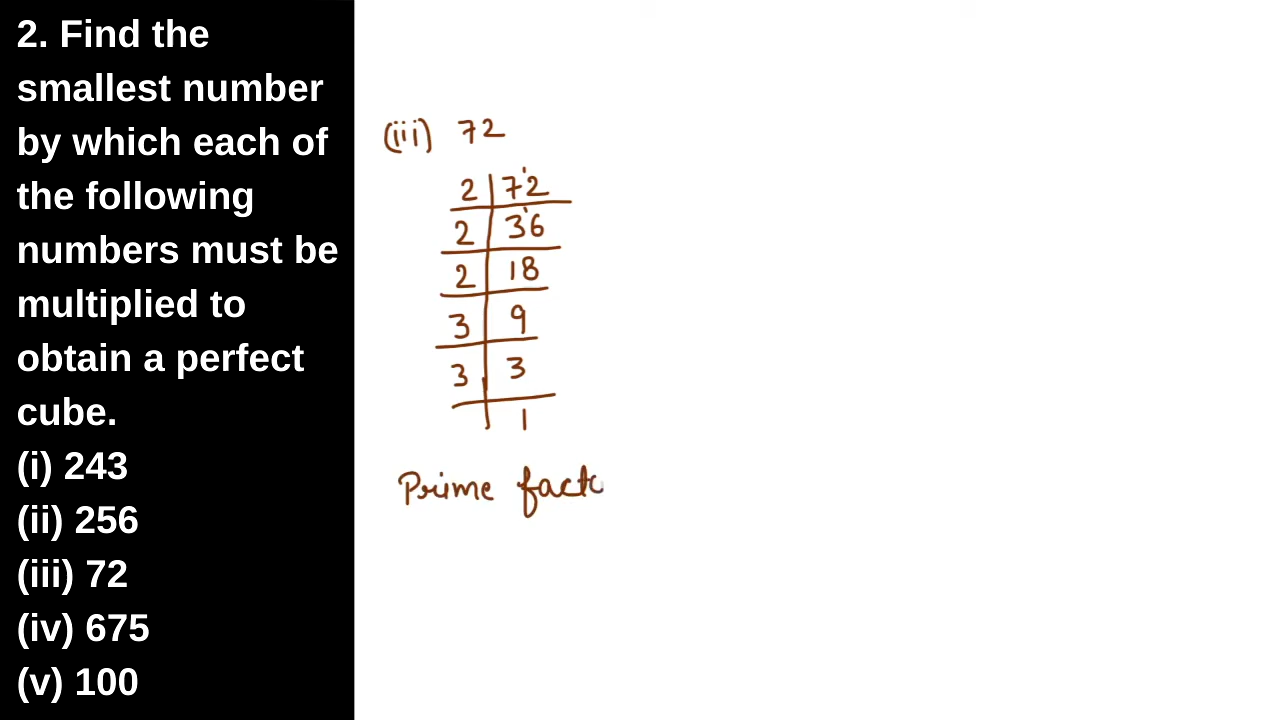 2. Find the
smallest number
by which each of
the following
numbers must be
multiplied to
obtain a perfect
cube.
(i) 243
(ii) 256
(iii) 72
(iv) 675
(v) 100
(iii) 72
2 | 72
2 | 36
2 | 18
3 | 9
3 | 3
1
Prime facto